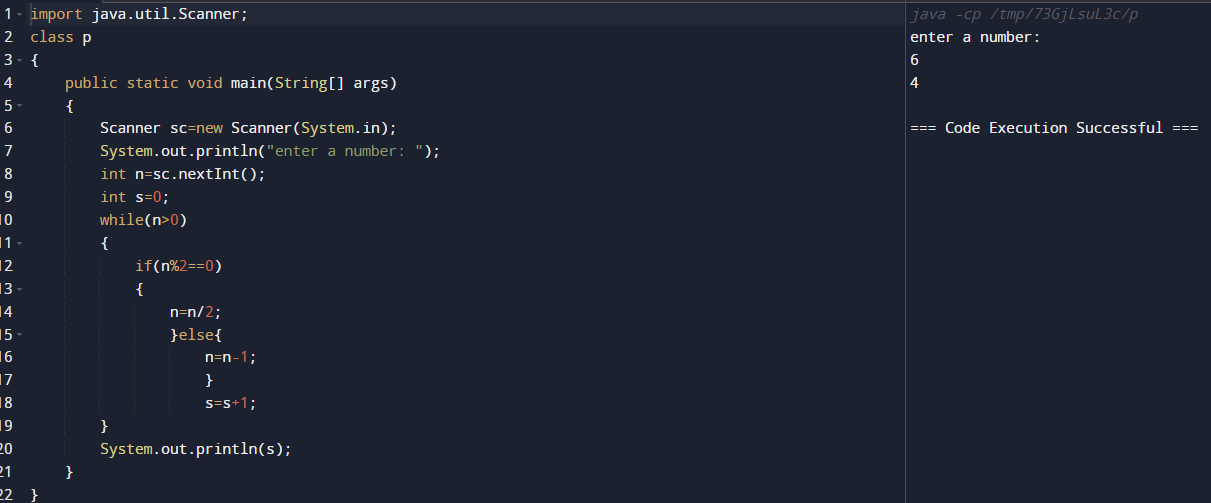 1 import java.util.Scanner;
2 class p
3 {
4     public static void main(String[] args)
5     {
6         Scanner sc=new Scanner(System.in);
7         System.out.println("enter a number: ");
8         int n=sc.nextInt();
9         int s=0;
10         while(n>0)
11         {
12             if(n%2==0)
13             {
14                 n=n/2;
15                 }else{
16                     n=n-1;
17                     }
18                     s=s+1;
19         }
20         System.out.println(s);
21     }
22 }
java -cp /tmp/73GjLsuL3c/p
enter a number:
6
4
=== Code Execution Successful ===